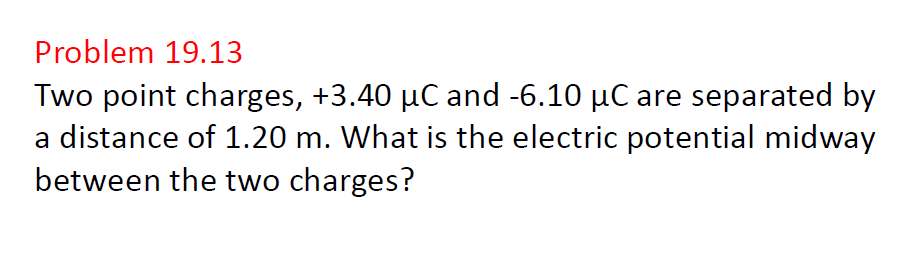 Problem 19.13
Two point charges, +3.40 μC and -6.10 μC are separated by
a distance of 1.20 m. What is the electric potential midway
between the two charges?